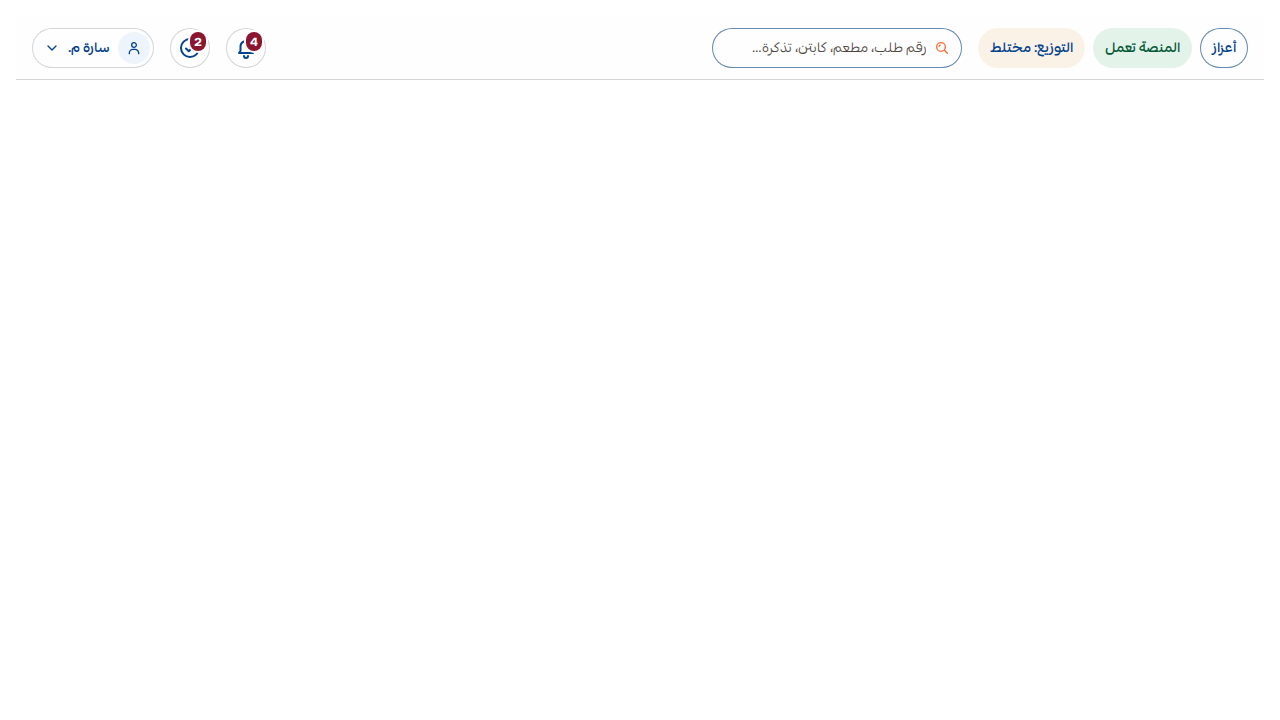 أعزاز
المنصة تعمل
التوزيع: مختلط
رقم طلب، مطعم، كابتن، تذكرة...
4
2
سارة م.